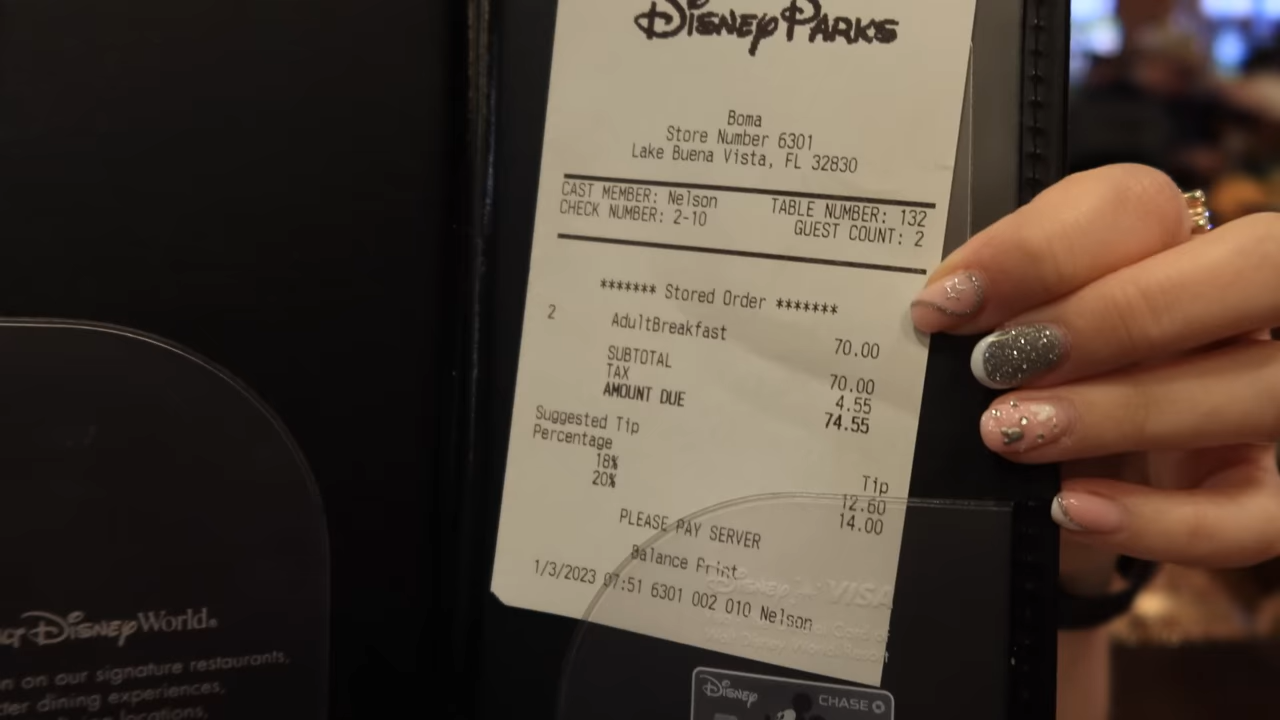 Disney Parks
Boma
Store Number 6301
Lake Buena Vista, FL 32830
CAST MEMBER: Nelson TABLE NUMBER: 132
CHECK NUMBER: 2-10 GUEST COUNT: 2
******* Stored Order *******
2 AdultBreakfast 70.00
SUBTOTAL 70.00
TAX 4.55
AMOUNT DUE 74.55
Suggested Tip
Percentage Tip
18% 12.60
20% 14.00
PLEASE PAY SERVER
Balance Print
1/3/2023 07:51 6301 002 010 Nelson
Disney VISA
Disney CHASE
Disney World®
on our signature restaurants,
dining experiences,
locations,